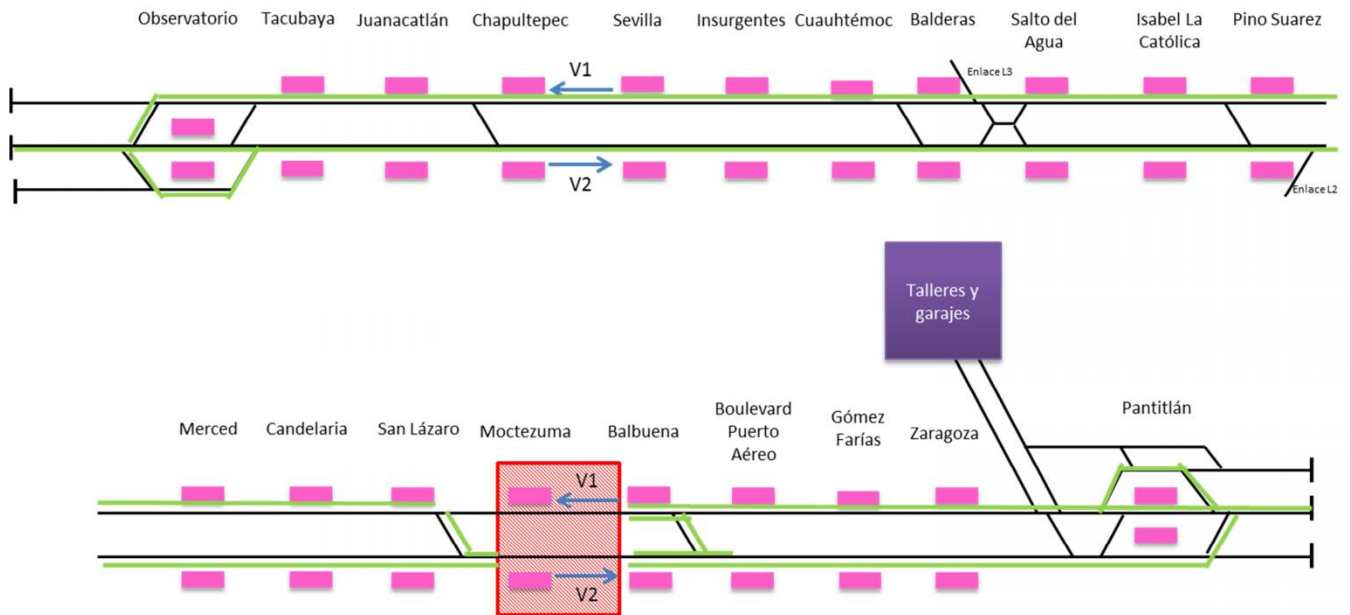 Observatorio
Tacubaya
Juanacatlán
Chapultepec
Sevilla
Insurgentes
Cuauhtémoc
Balderas
Salto del
Agua
Isabel La
Católica
Pino Suarez
V1
Enlace L3
V2
Enlace L2
Talleres y
garajes
Merced
Candelaria
San Lázaro
Moctezuma
Balbuena
Boulevard
Puerto
Aéreo
Gómez
Farías
Zaragoza
Pantitlán
V1
V2